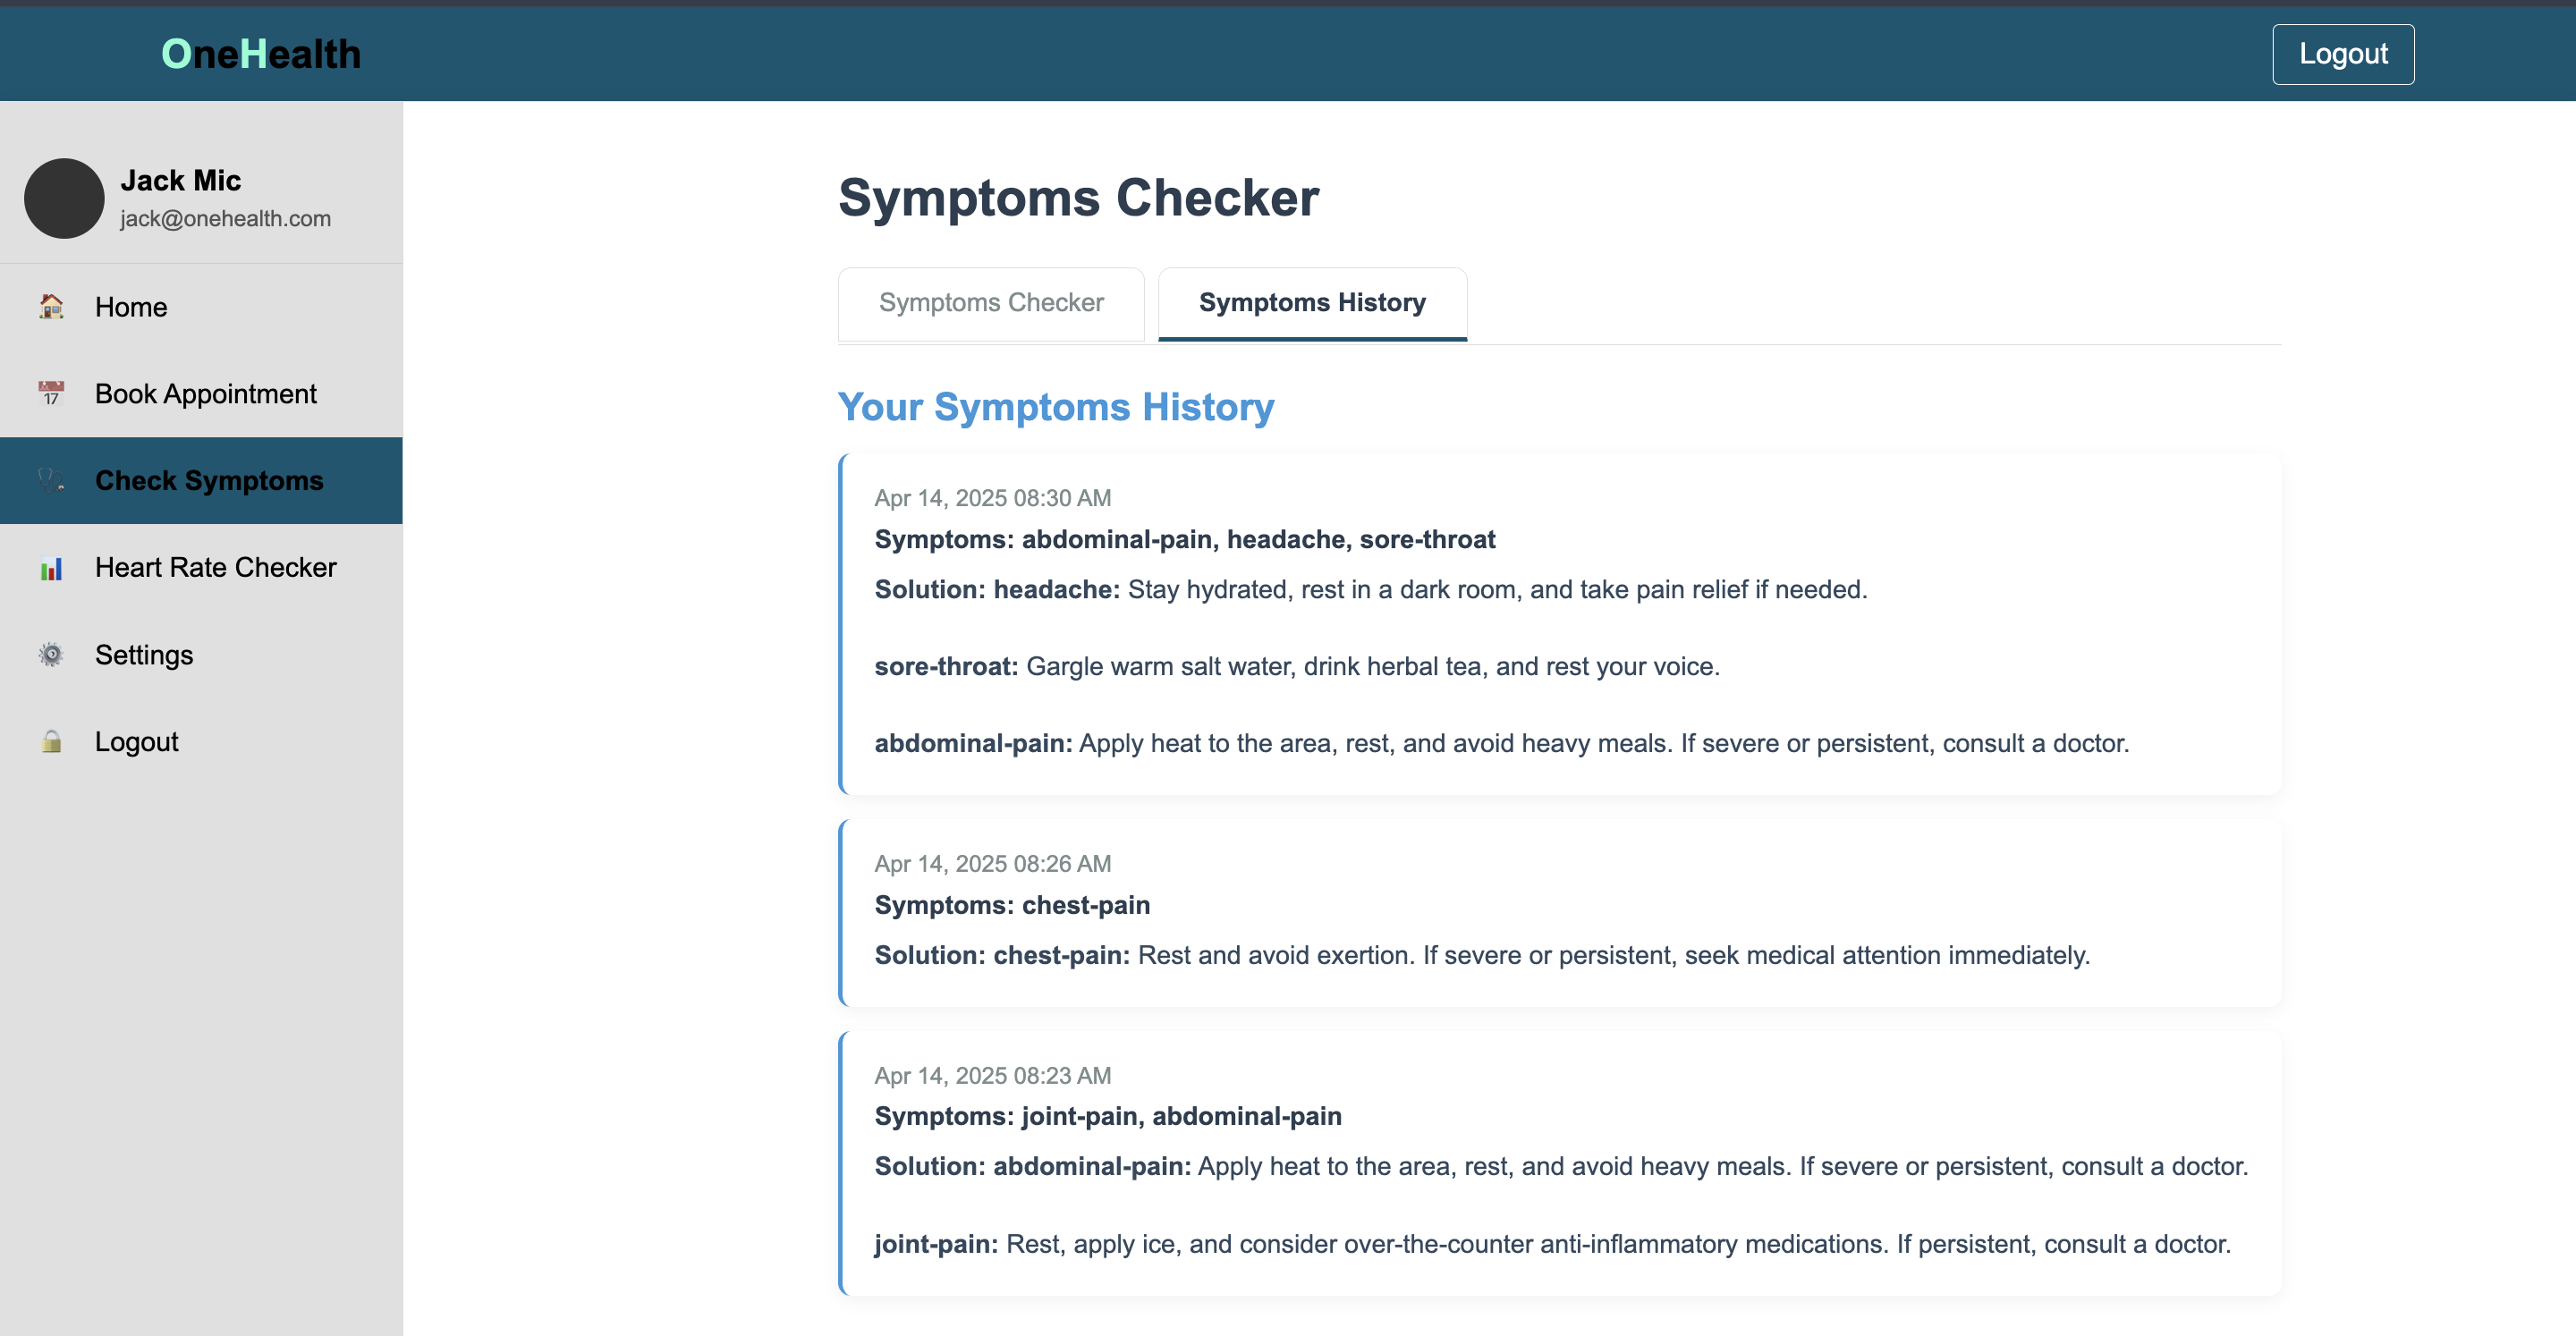 OneHealth
Logout
Jack Mic
jack@onehealth.com
Home
17
Book Appointment
Check Symptoms
Heart Rate Checker
Settings
Logout
Symptoms Checker
Symptoms Checker
Symptoms History
Your Symptoms History
Apr 14, 2025 08:30 AM
Symptoms: abdominal-pain, headache, sore-throat
Solution: headache: Stay hydrated, rest in a dark room, and take pain relief if needed.
sore-throat: Gargle warm salt water, drink herbal tea, and rest your voice.
abdominal-pain: Apply heat to the area, rest, and avoid heavy meals. If severe or persistent, consult a doctor.
Apr 14, 2025 08:26 AM
Symptoms: chest-pain
Solution: chest-pain: Rest and avoid exertion. If severe or persistent, seek medical attention immediately.
Apr 14, 2025 08:23 AM
Symptoms: joint-pain, abdominal-pain
Solution: abdominal-pain: Apply heat to the area, rest, and avoid heavy meals. If severe or persistent, consult a doctor.
joint-pain: Rest, apply ice, and consider over-the-counter anti-inflammatory medications. If persistent, consult a doctor.